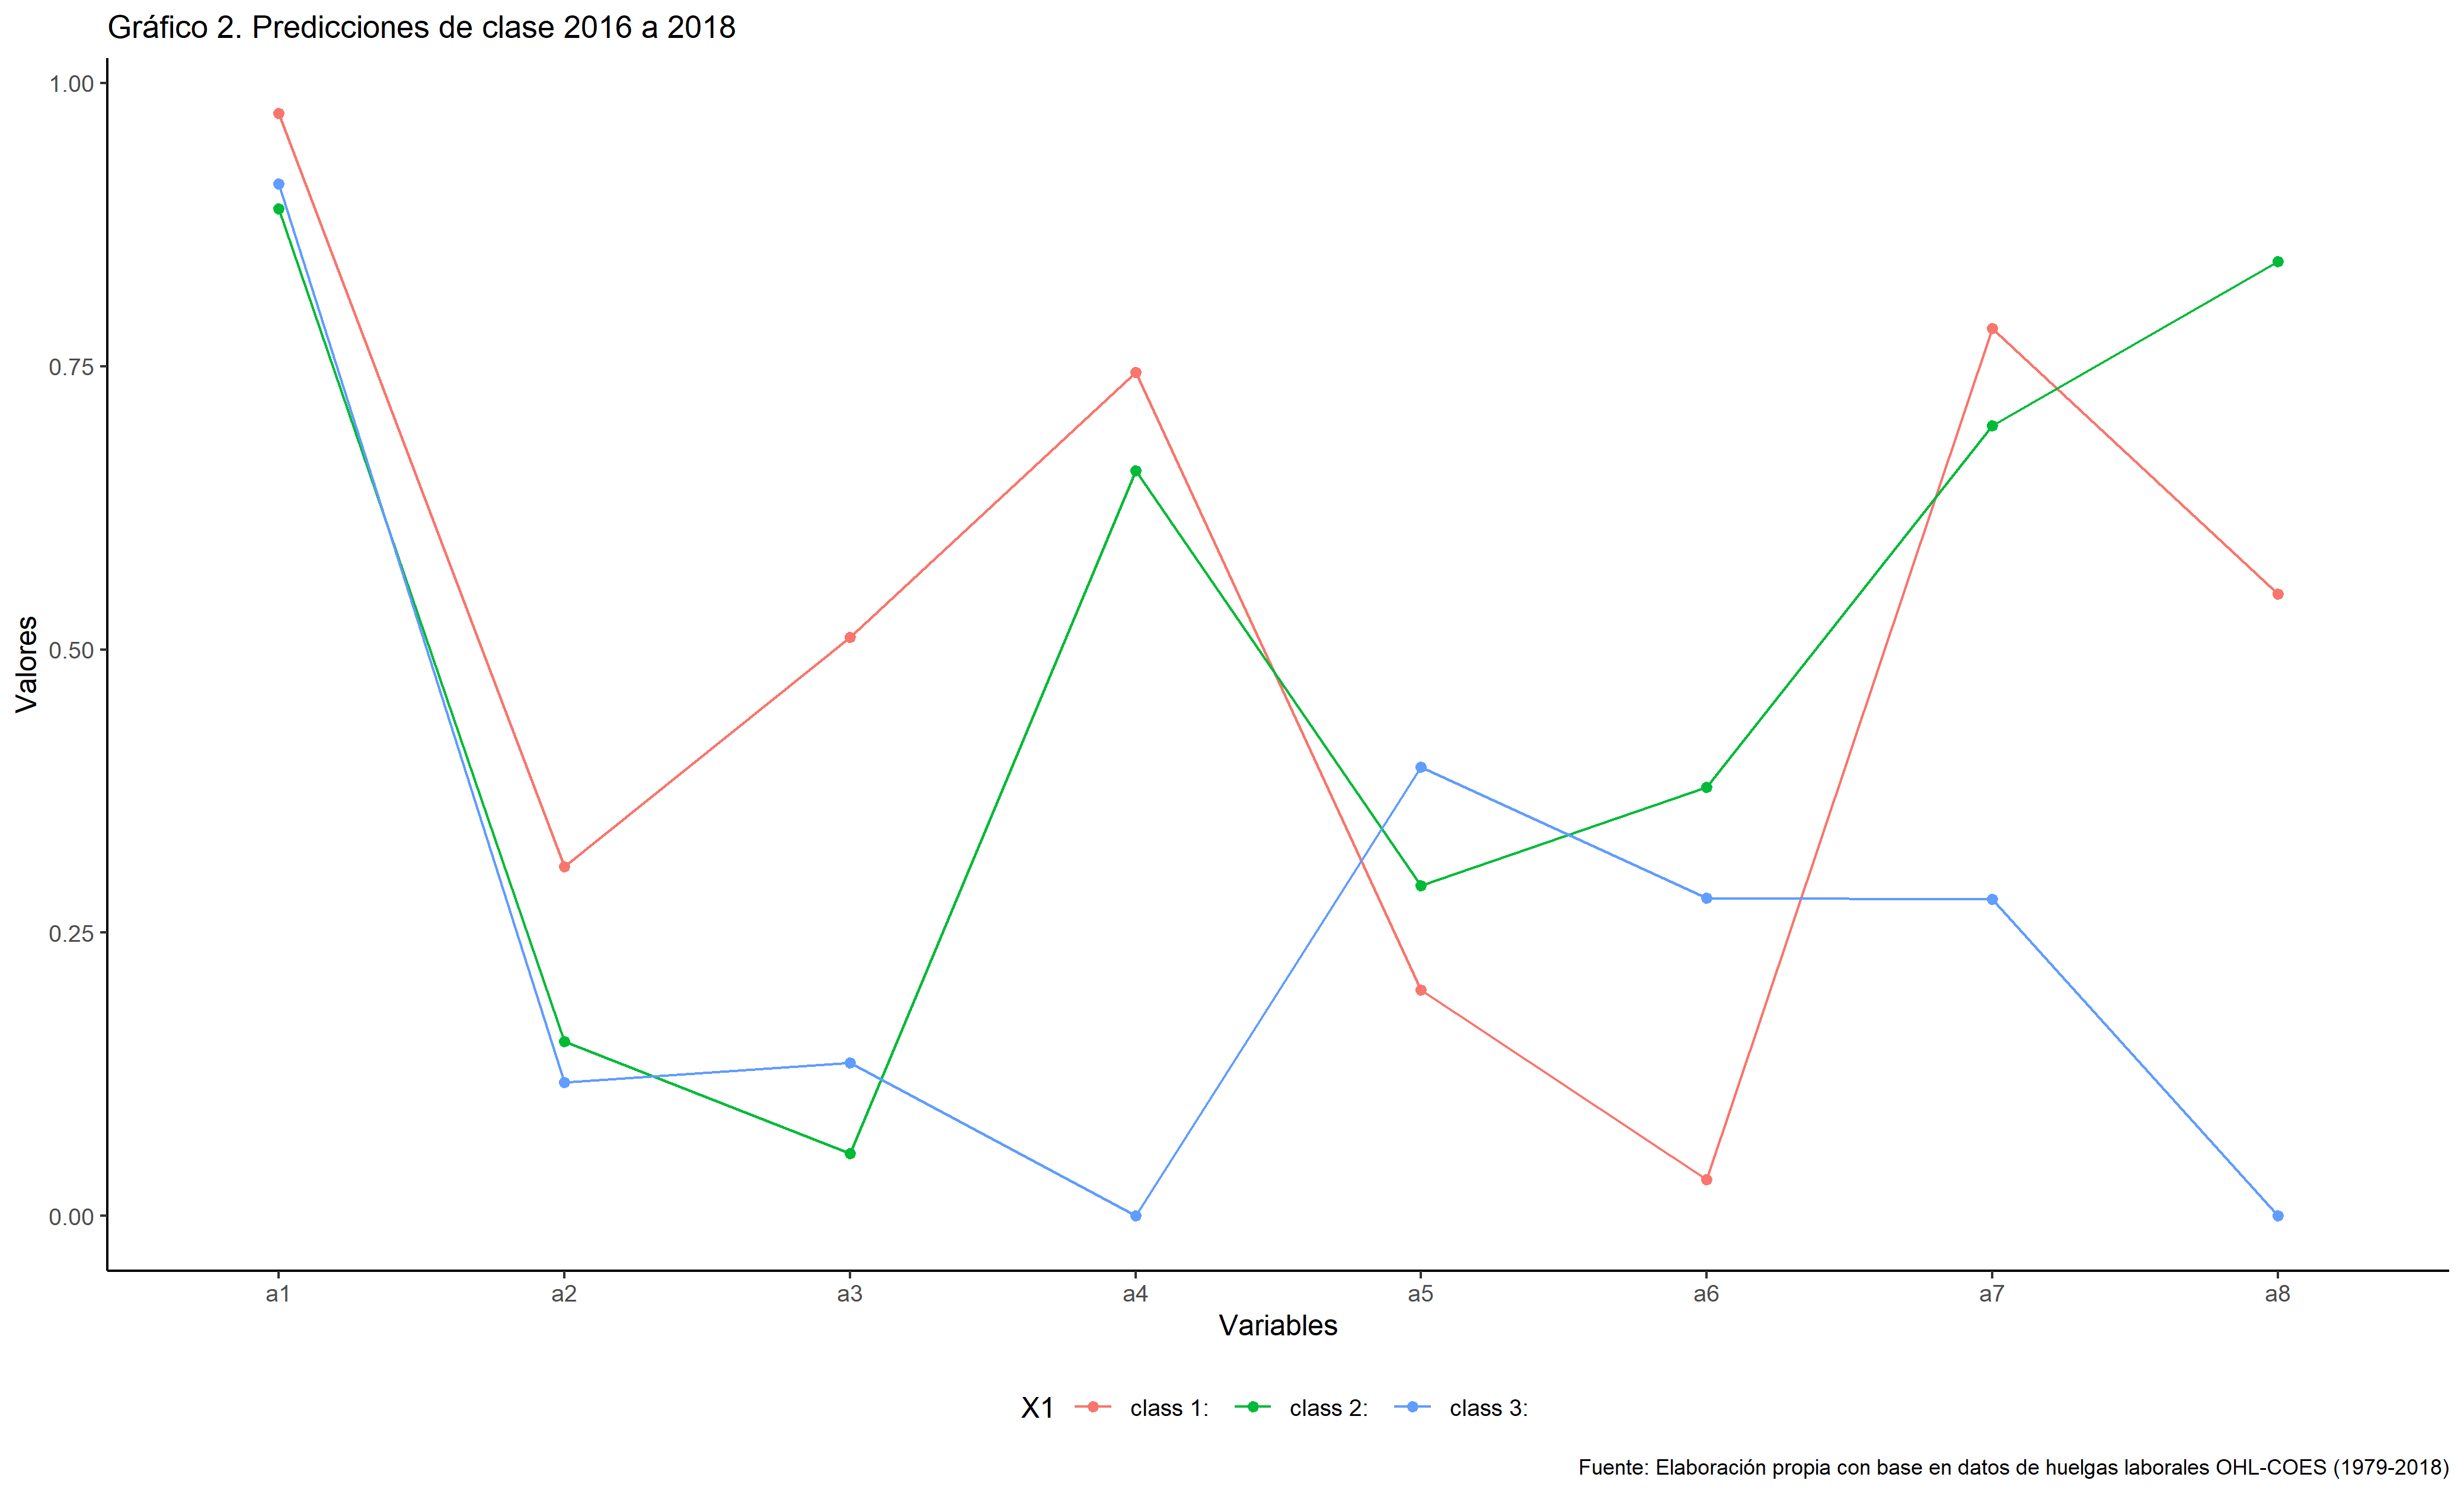 Gráfico 2. Predicciones de clase 2016 a 2018
1.00
0.75
0.50
0.25
0.00
Valores
a1 a2 a3 a4 a5 a6 a7 a8
Variables
X1 class 1: class 2: class 3:
Fuente: Elaboración propia con base en datos de huelgas laborales OHL-COES (1979-2018)